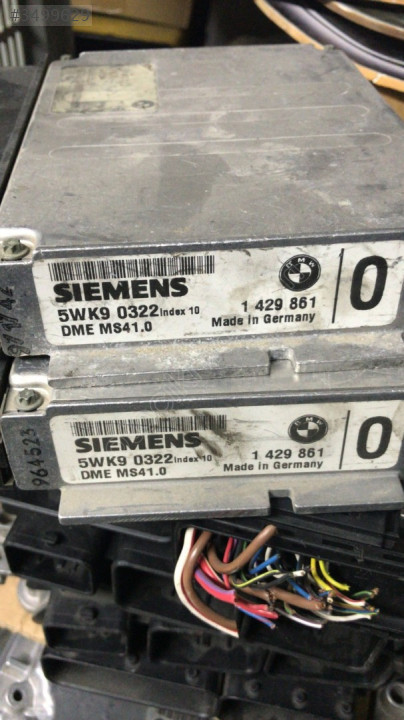 SIEMENS
5WK9 0322 Index 10
1 429 861
DME MS41.0
Made in Germany
0
SIEMENS
5WK9 0322 Index 10
1 429 861
DME MS41.0
Made in Germany
0
964523